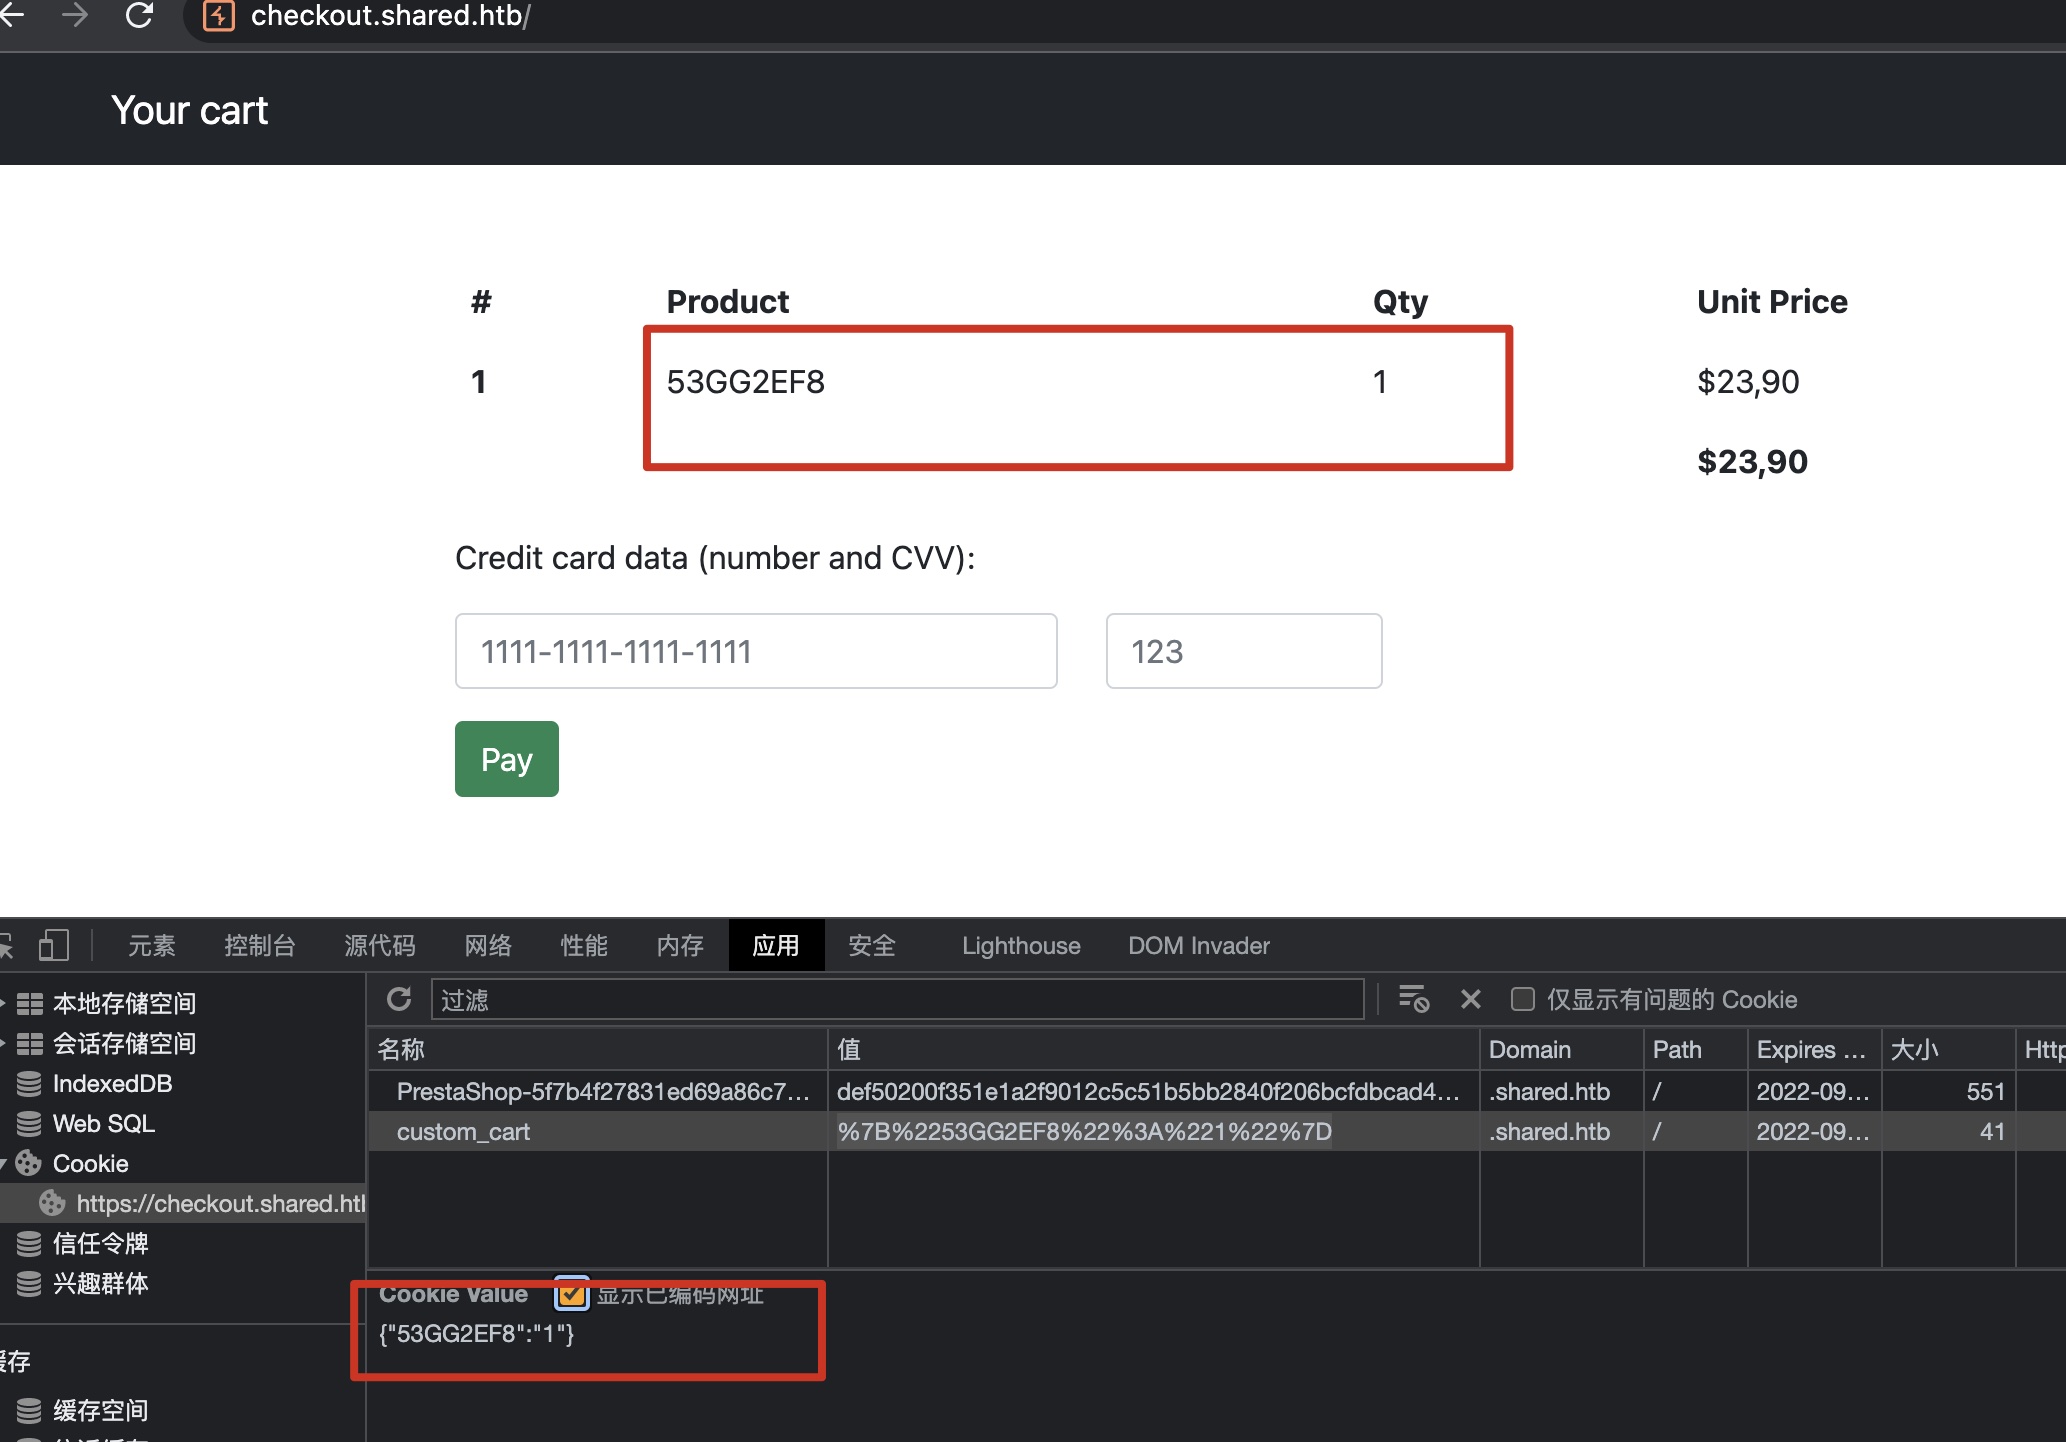 checkout.shared.htb/
Your cart
# Product Qty Unit Price
1 53GG2EF8 1 $23,90
$23,90
Credit card data (number and CVV):
1111-1111-1111-1111 123
Pay
元素 控制台 源代码 网络 性能 内存 应用 安全 Lighthouse DOM Invader
本地存储空间
会话存储空间
IndexedDB
Web SQL
Cookie
https://checkout.shared.htb
信任令牌
兴趣群体
缓存
缓存空间
过滤 仅显示有问题的 Cookie
名称 值 Domain Path Expires ... 大小 Http
PrestaShop-5f7b4f27831ed69a86c7... def50200f351e1a2f9012c5c51b5bb2840f206bcfdbcad4... .shared.htb / 2022-09... 551
custom_cart %7B%2253GG2EF8%22%3A%221%22%7D .shared.htb / 2022-09... 41
Cookie Value 显示已编码网址
{"53GG2EF8":"1"}